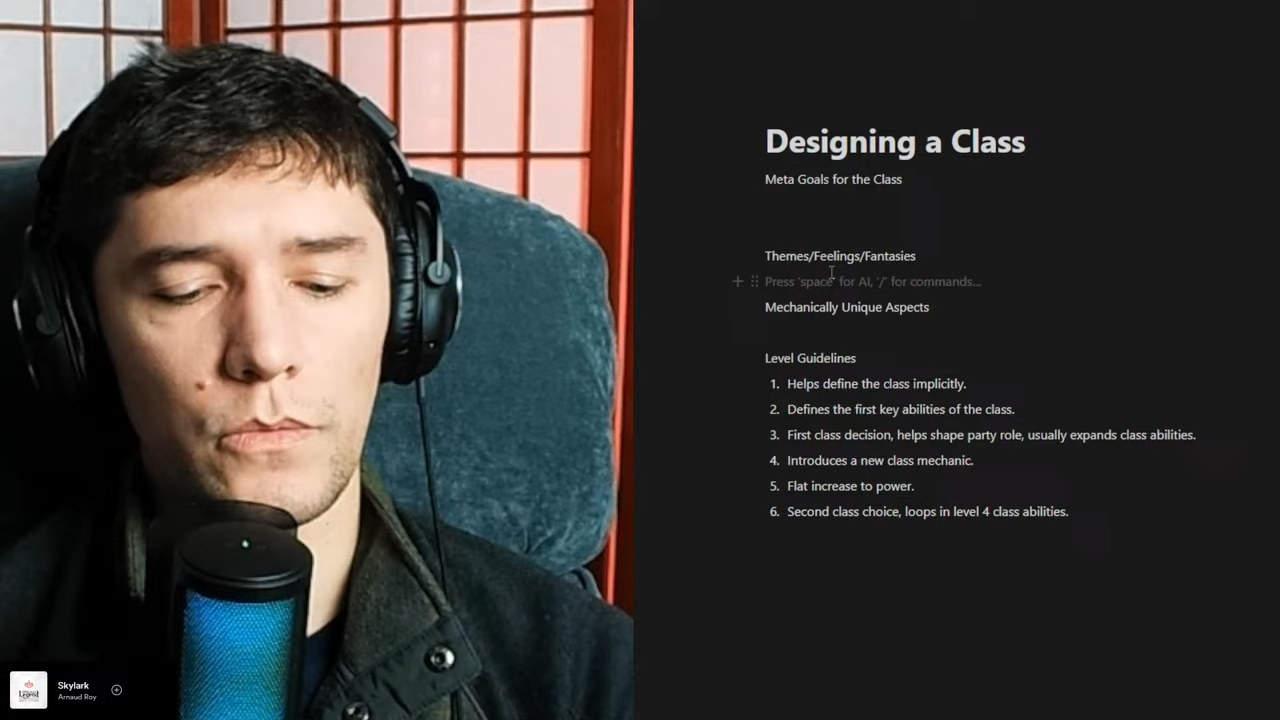 Designing a Class
Meta Goals for the Class
Themes/Feelings/Fantasies
Press 'space' for AI, '/' for commands...
Mechanically Unique Aspects
Level Guidelines
1. Helps define the class implicitly.
2. Defines the first key abilities of the class.
3. First class decision, helps shape party role, usually expands class abilities.
4. Introduces a new class mechanic.
5. Flat increase to power.
6. Second class choice, loops in level 4 class abilities.
Legend
Skylark
Arnaud Roy